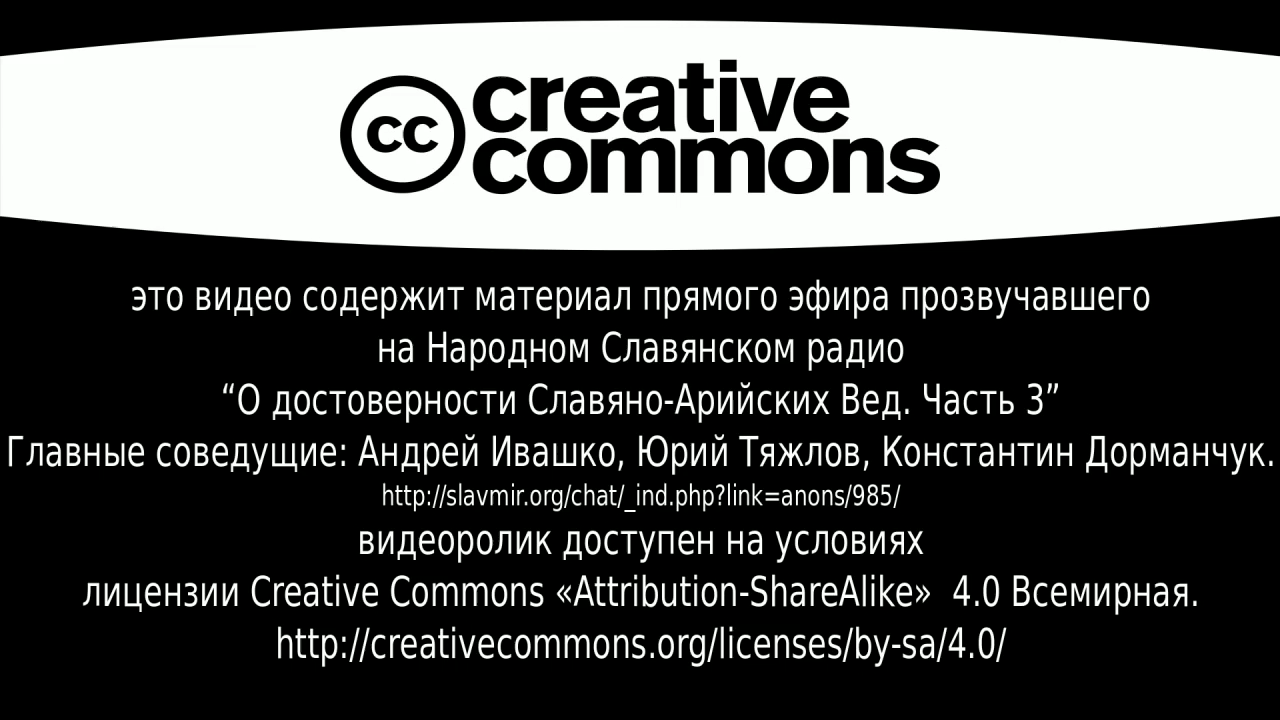 cc creative
commons
это видео содержит материал прямого эфира прозвучавшего
на Народном Славянском радио
“О достоверности Славяно-Арийских Вед. Часть 3”
Главные соведущие: Андрей Ивашко, Юрий Тяжлов, Константин Дорманчук.
http://slavmir.org/chat/_ind.php?link=anons/985/
видеоролик доступен на условиях
лицензии Creative Commons «Attribution-ShareAlike»  4.0 Всемирная.
http://creativecommons.org/licenses/by-sa/4.0/